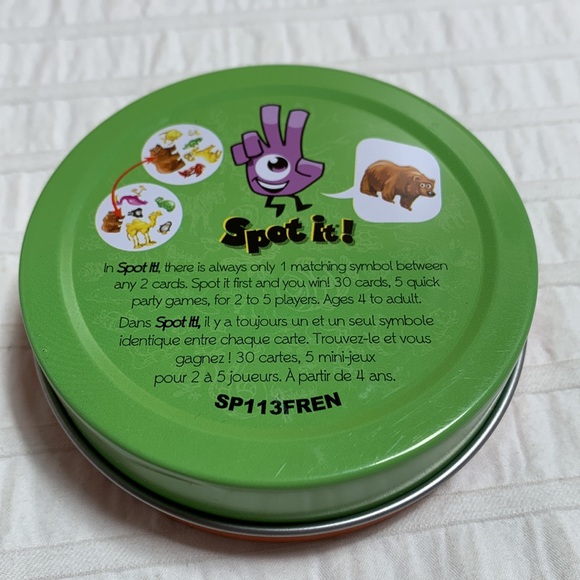 Spot it!
In Spot It!, there is always only 1 matching symbol between
any 2 cards. Spot it first and you win! 30 cards, 5 quick
party games, for 2 to 5 players. Ages 4 to adult.
Dans Spot It!, il y a toujours un et un seul symbole
identique entre chaque carte. Trouvez-le et vous
gagnez ! 30 cartes, 5 mini-jeux
pour 2 à 5 joueurs. À partir de 4 ans.
SP113FREN